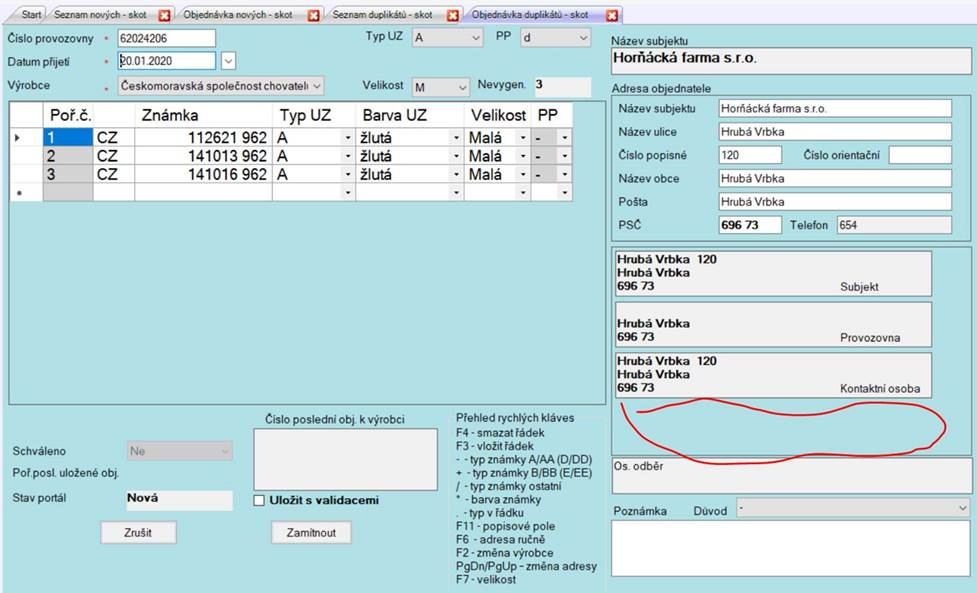 Start
Seznam nových - skot
Objednávka nových - skot
Seznam duplikátů - skot
Objednávka duplikátů - skot
Číslo provozovny * 62024206
Typ UZ A PP d
Datum přijetí * 20.01.2020
Výrobce * Českomoravská společnost chovatelů
Velikost M Nevygen. 3
Poř.č. Známka Typ UZ Barva UZ Velikost PP
1 CZ 112621 962 A žlutá Malá -
2 CZ 141013 962 A žlutá Malá -
3 CZ 141016 962 A žlutá Malá -
Název subjektu
Horňácká farma s.r.o.
Adresa objednatele
Název subjektu Horňácká farma s.r.o.
Název ulice Hrubá Vrbka
Číslo popisné 120 Číslo orientační
Název obce Hrubá Vrbka
Pošta Hrubá Vrbka
PSČ 696 73 Telefon 654
Hrubá Vrbka 120
Hrubá Vrbka
696 73 Subjekt
Hrubá Vrbka
696 73 Provozovna
Hrubá Vrbka 120
Hrubá Vrbka
696 73 Kontaktní osoba
Os. odběr
Poznámka Důvod -
Číslo poslední obj. k výrobci
Schváleno Ne
Poř.posl. uložené obj.
Stav portál Nová
Uložit s validacemi
Zrušit
Zamítnout
Přehled rychlých kláves
F4 - smazat řádek
F3 - vložit řádek
- - typ známky A/AA (D/DD)
+ - typ známky B/BB (E/EE)
/ - typ známky ostatní
* - barva známky
. - typ v řádku
F11 - popisové pole
F6 - adresa ručně
F2 - změna výrobce
PgDn/PgUp - změna adresy
F7 - velikost